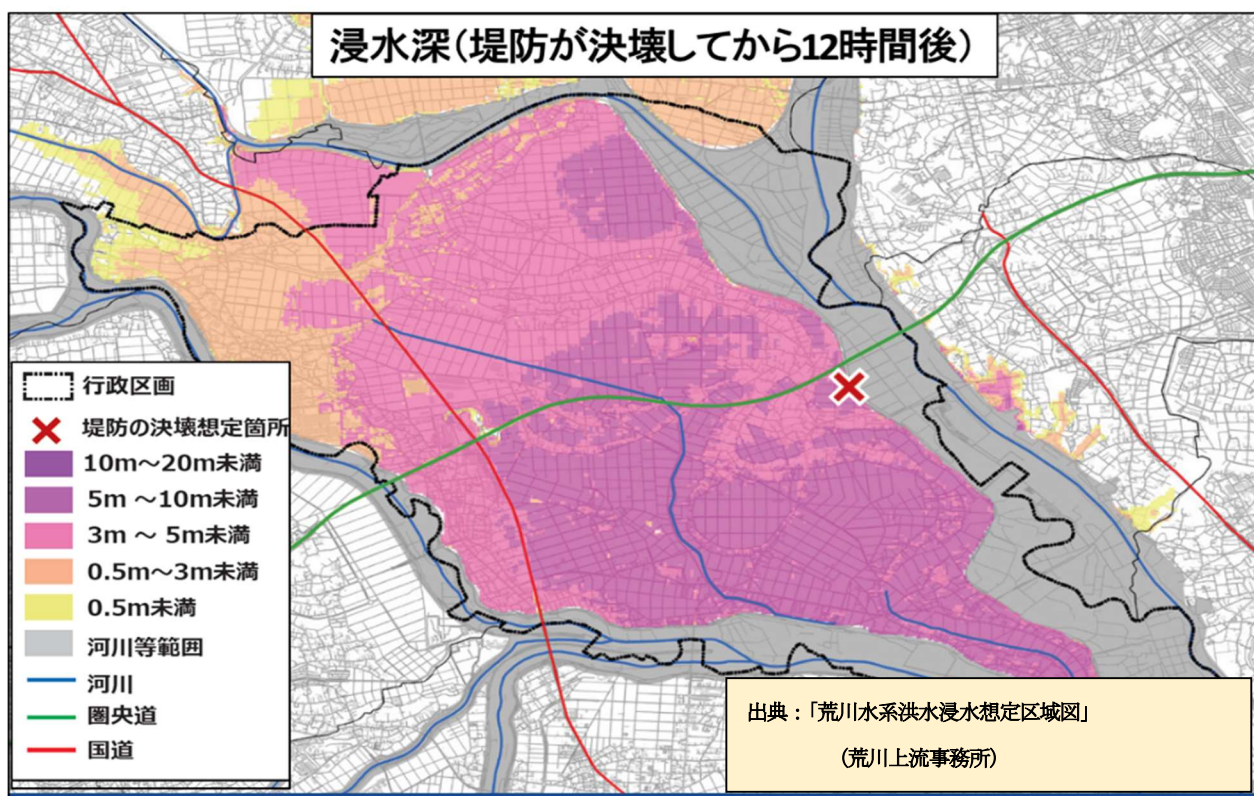 浸水深（堤防が決壊してから12時間後）
行政区画
堤防の決壊想定箇所
10m～20m未満
5m ～10m未満
3m ～ 5m未満
0.5m～3m未満
0.5m未満
河川等範囲
河川
圏央道
国道
出典：「荒川水系洪水浸水想定区域図」
（荒川上流事務所）